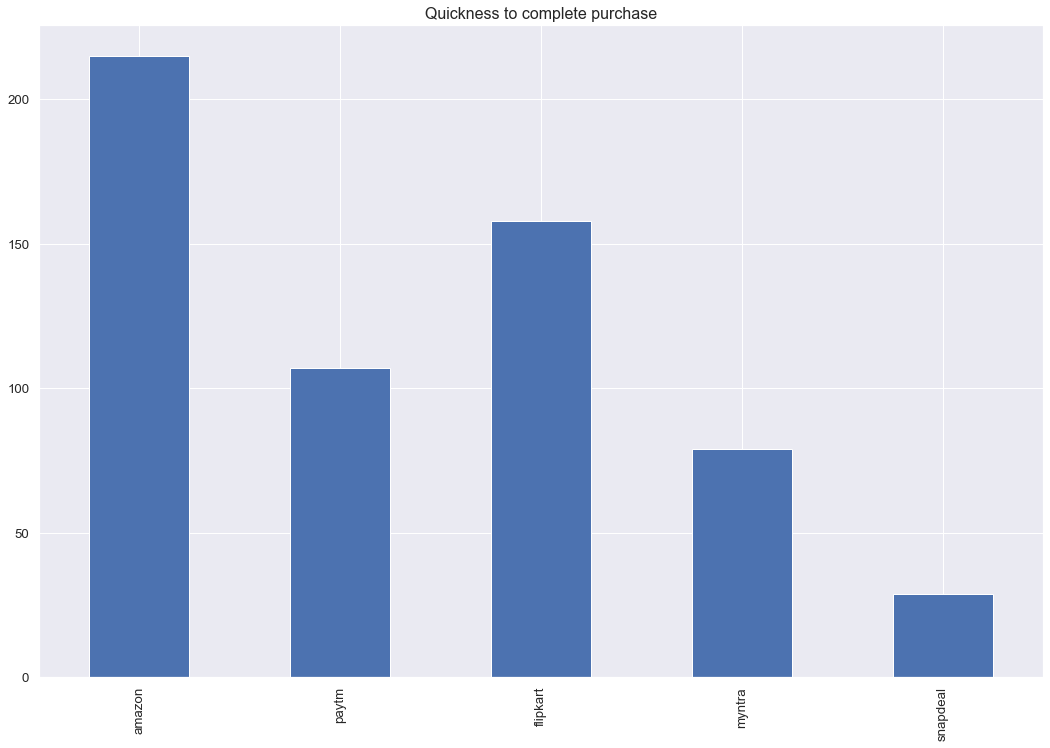 Quickness to complete purchase
200
150
100
50
0
amazon
paytm
flipkart
myntra
snapdeal